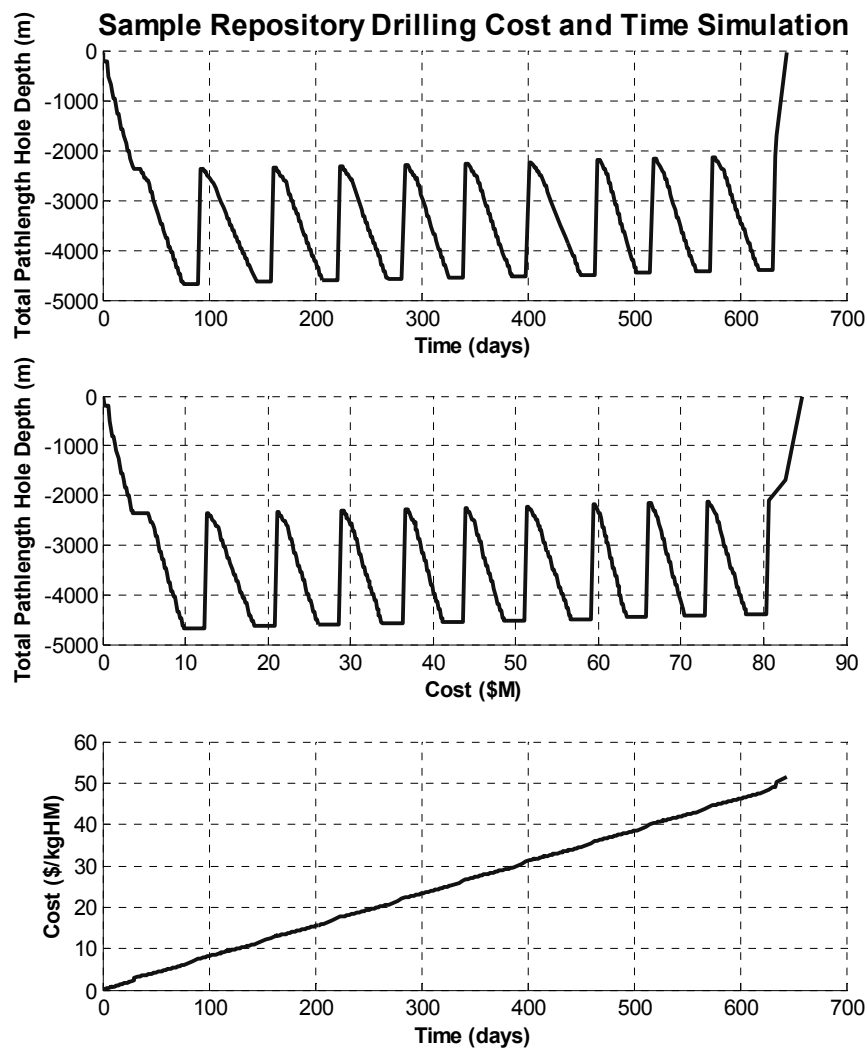 Sample Repository Drilling Cost and Time Simulation
Total Pathlength Hole Depth (m)
0
-1000
-2000
-3000
-4000
-5000
0 100 200 300 400 500 600 700
Time (days)
Total Pathlength Hole Depth (m)
0
-1000
-2000
-3000
-4000
-5000
0 10 20 30 40 50 60 70 80 90
Cost ($M)
Cost ($/kgHM)
60
50
40
30
20
10
0
0 100 200 300 400 500 600 700
Time (days)